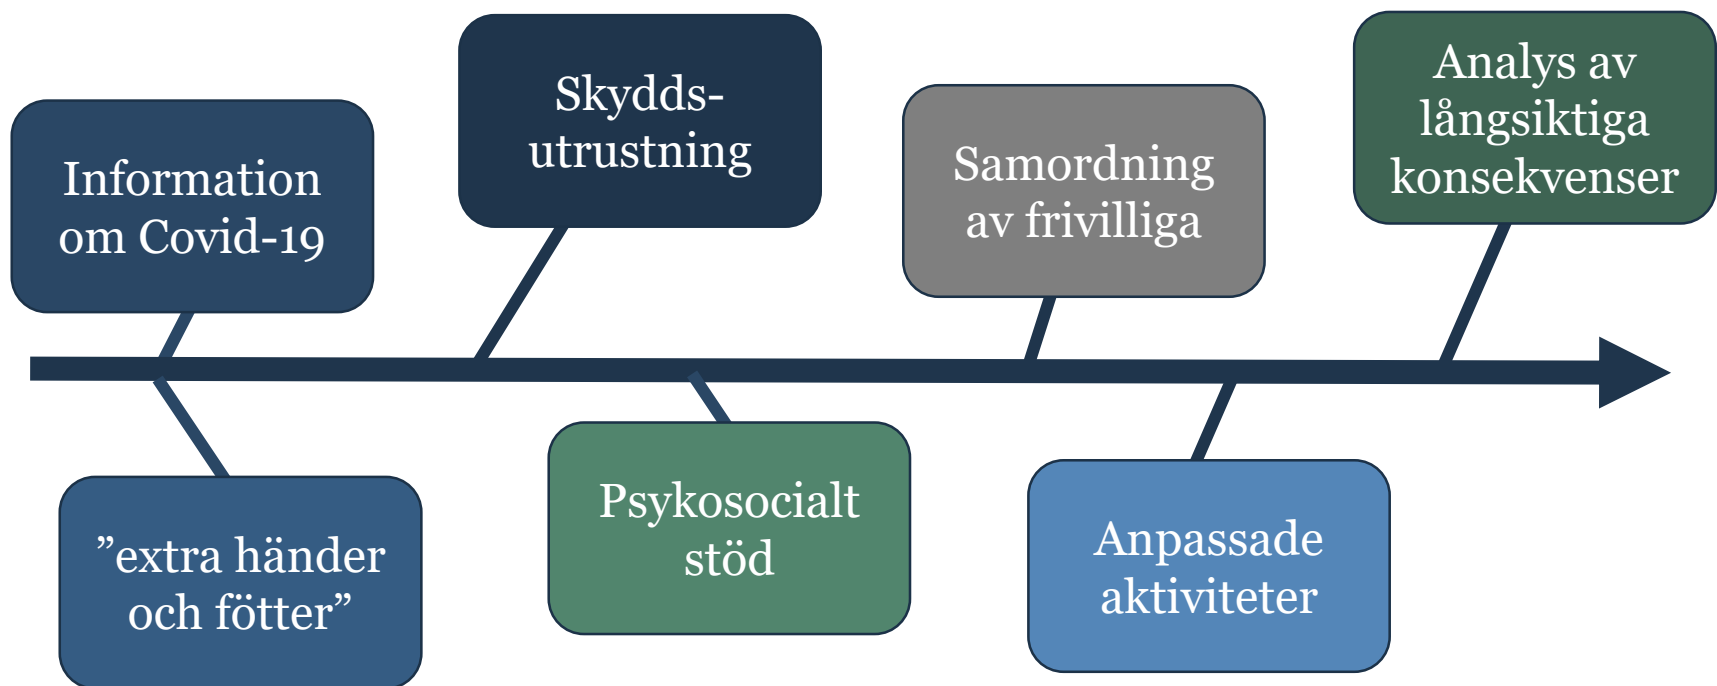 Information
om Covid-19
Skydds-
utrustning
Samordning
av frivilliga
Analys av
långsiktiga
konsekvenser
”extra händer
och fötter”
Psykosocialt
stöd
Anpassade
aktiviteter